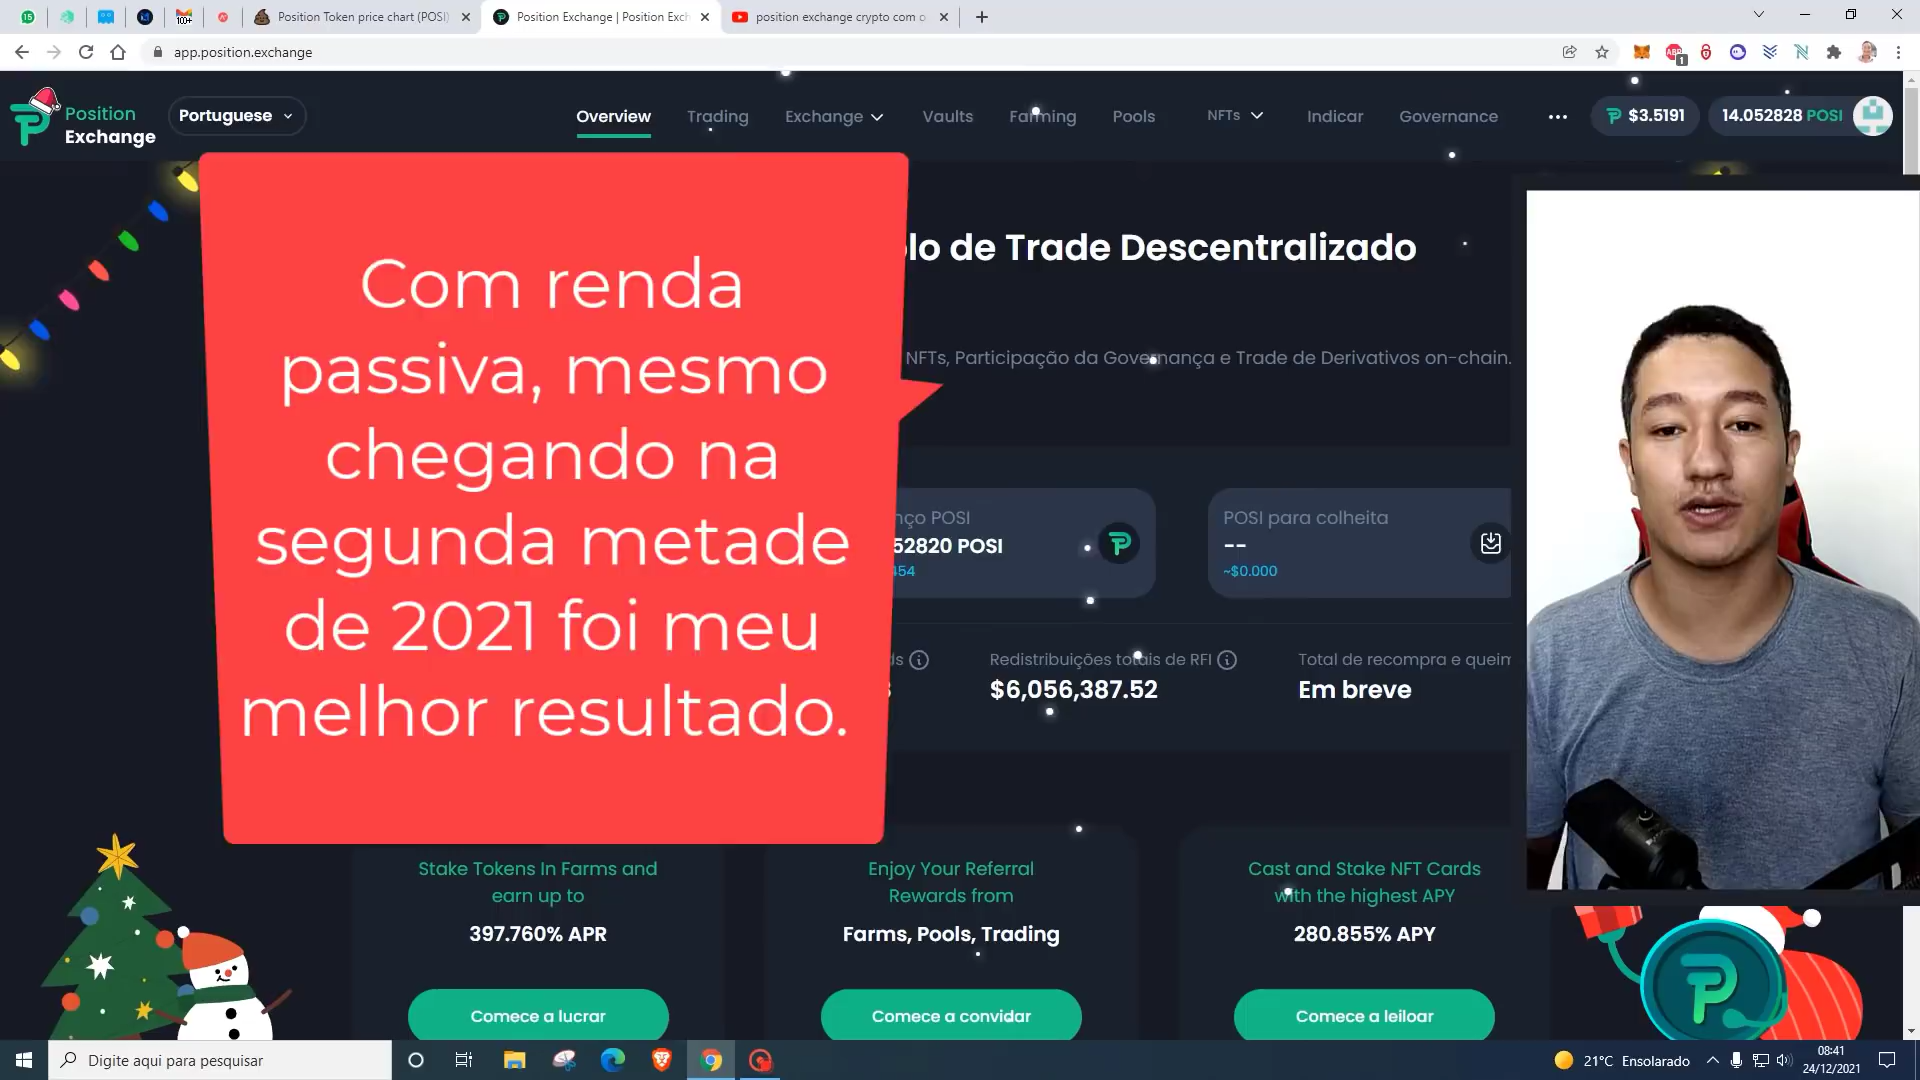 100+
Position Token price chart (POSI)
Position Exchange | Position Exch
position exchange crypto com o
app.position.exchange
1
Position
Exchange
Portuguese
Overview
Trading
Exchange
Vaults
Farming
Pools
NFTs
Indicar
Governance
$3.5191
14.052828 POSI
Com renda
passiva, mesmo
chegando na
segunda metade
de 2021 foi meu
melhor resultado.
lo de Trade Descentralizado
NFTs, Participação da Governança e Trade de Derivativos on-chain.
nço POSI
52820 POSI
454
POSI para colheita
--
~$0.000
ds
Redistribuições totais de RFI
$6,056,387.52
Total de recompra e queim
Em breve
Stake Tokens In Farms and
earn up to
397.760% APR
Comece a lucrar
Enjoy Your Referral
Rewards from
Farms, Pools, Trading
Comece a convidar
Cast and Stake NFT Cards
with the highest APY
280.855% APY
Comece a leiloar
Digite aqui para pesquisar
21°C Ensolarado
08:41
24/12/2021